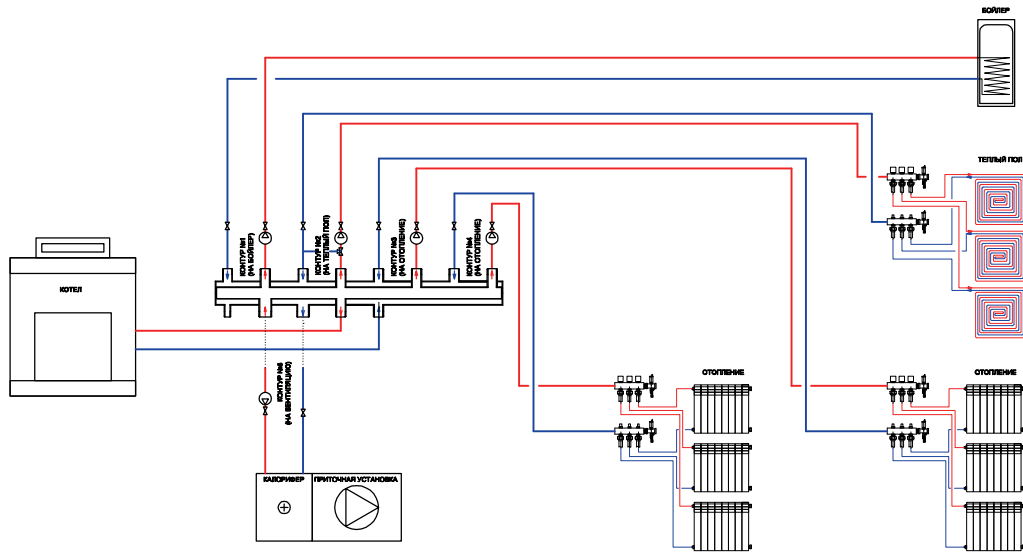 БОЙЛЕР
ТЕПЛЫЙ ПОЛ
КОНТУР №1
(НА БОЙЛЕР)
КОНТУР №2
(НА ТЕПЛЫЙ ПОЛ)
КОНТУР №3
(НА ОТОПЛЕНИЕ)
КОНТУР №4
(НА ОТОПЛЕНИЕ)
КОТЕЛ
КОНТУР №5
(НА ВЕНТИЛЯЦИЮ)
ОТОПЛЕНИЕ
ОТОПЛЕНИЕ
КАЛОРИФЕР
ПРИТОЧНАЯ УСТАНОВКА